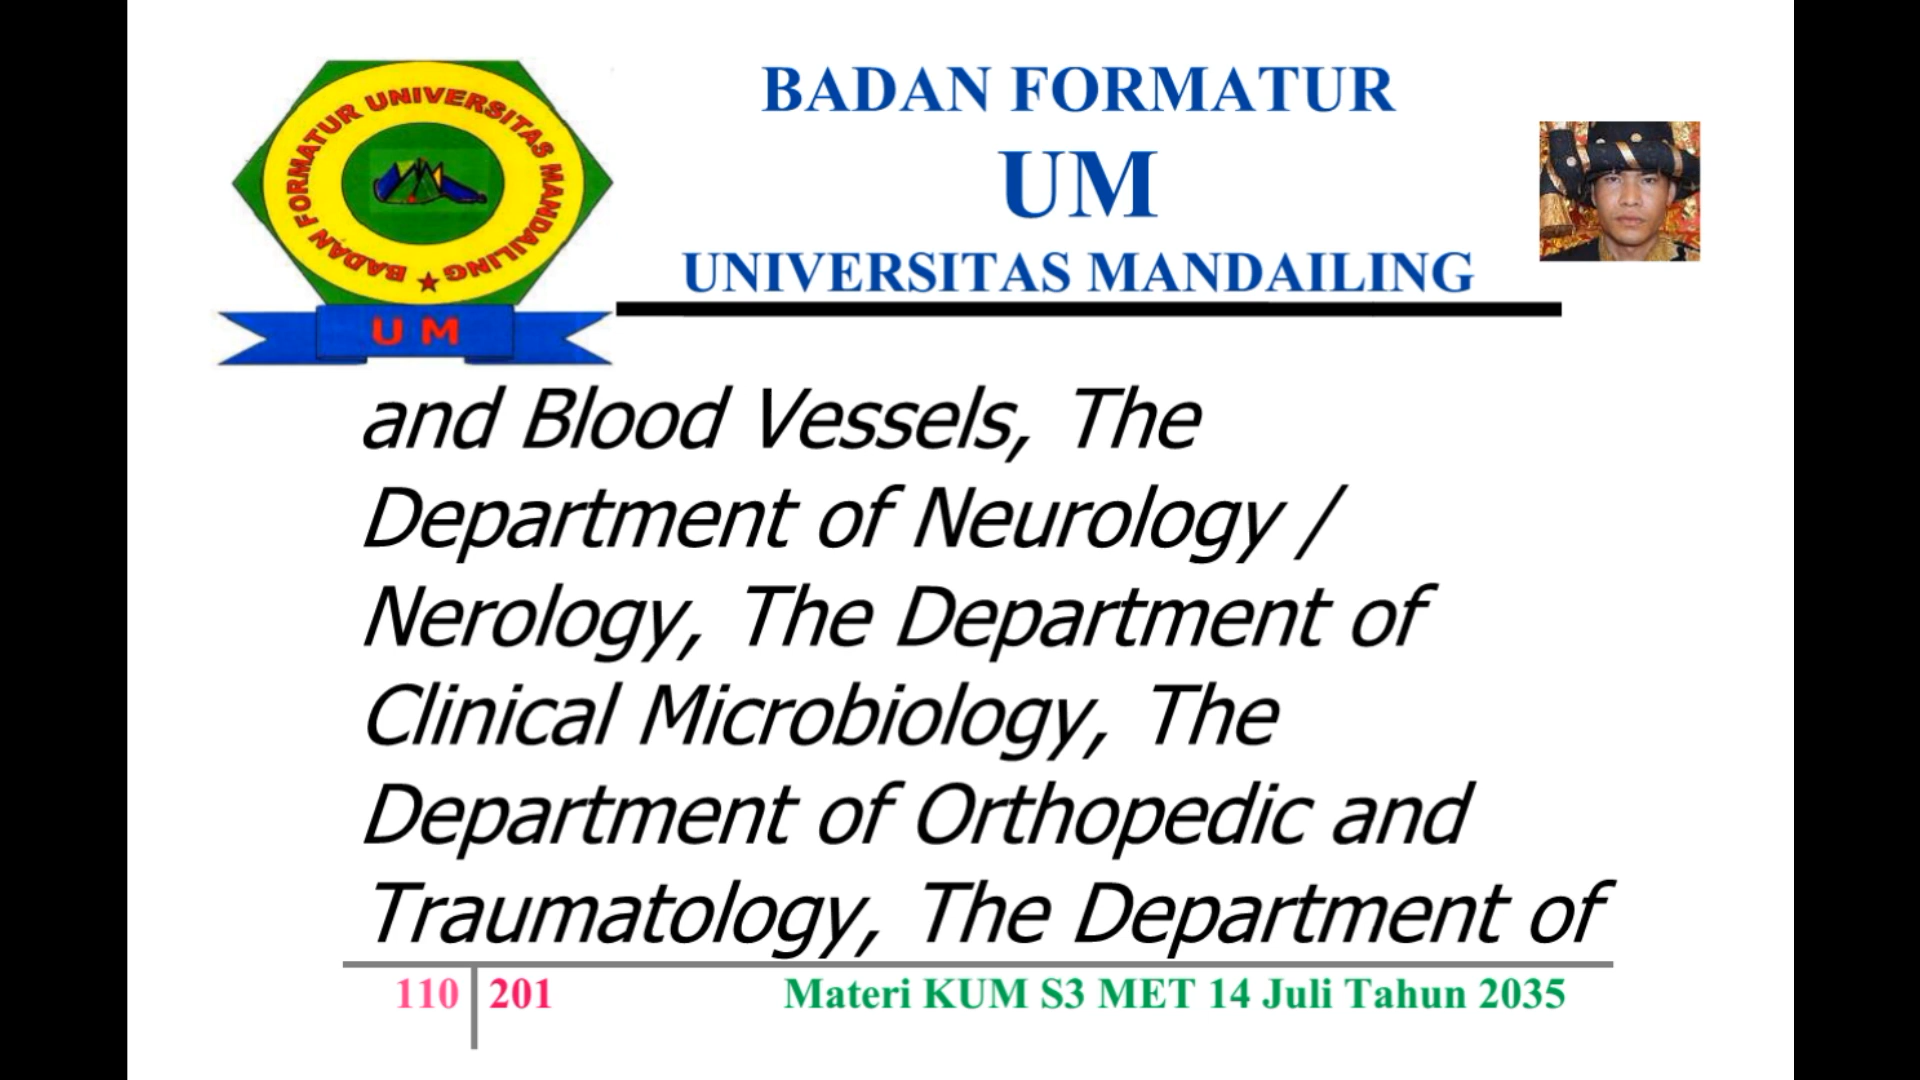 BADAN FORMATUR UNIVERSITAS MANDAILING
U M
BADAN FORMATUR
UM
UNIVERSITAS MANDAILING
and Blood Vessels, The
Department of Neurology /
Nerology, The Department of
Clinical Microbiology, The
Department of Orthopedic and
Traumatology, The Department of
110 201 Materi KUM S3 MET 14 Juli Tahun 2035